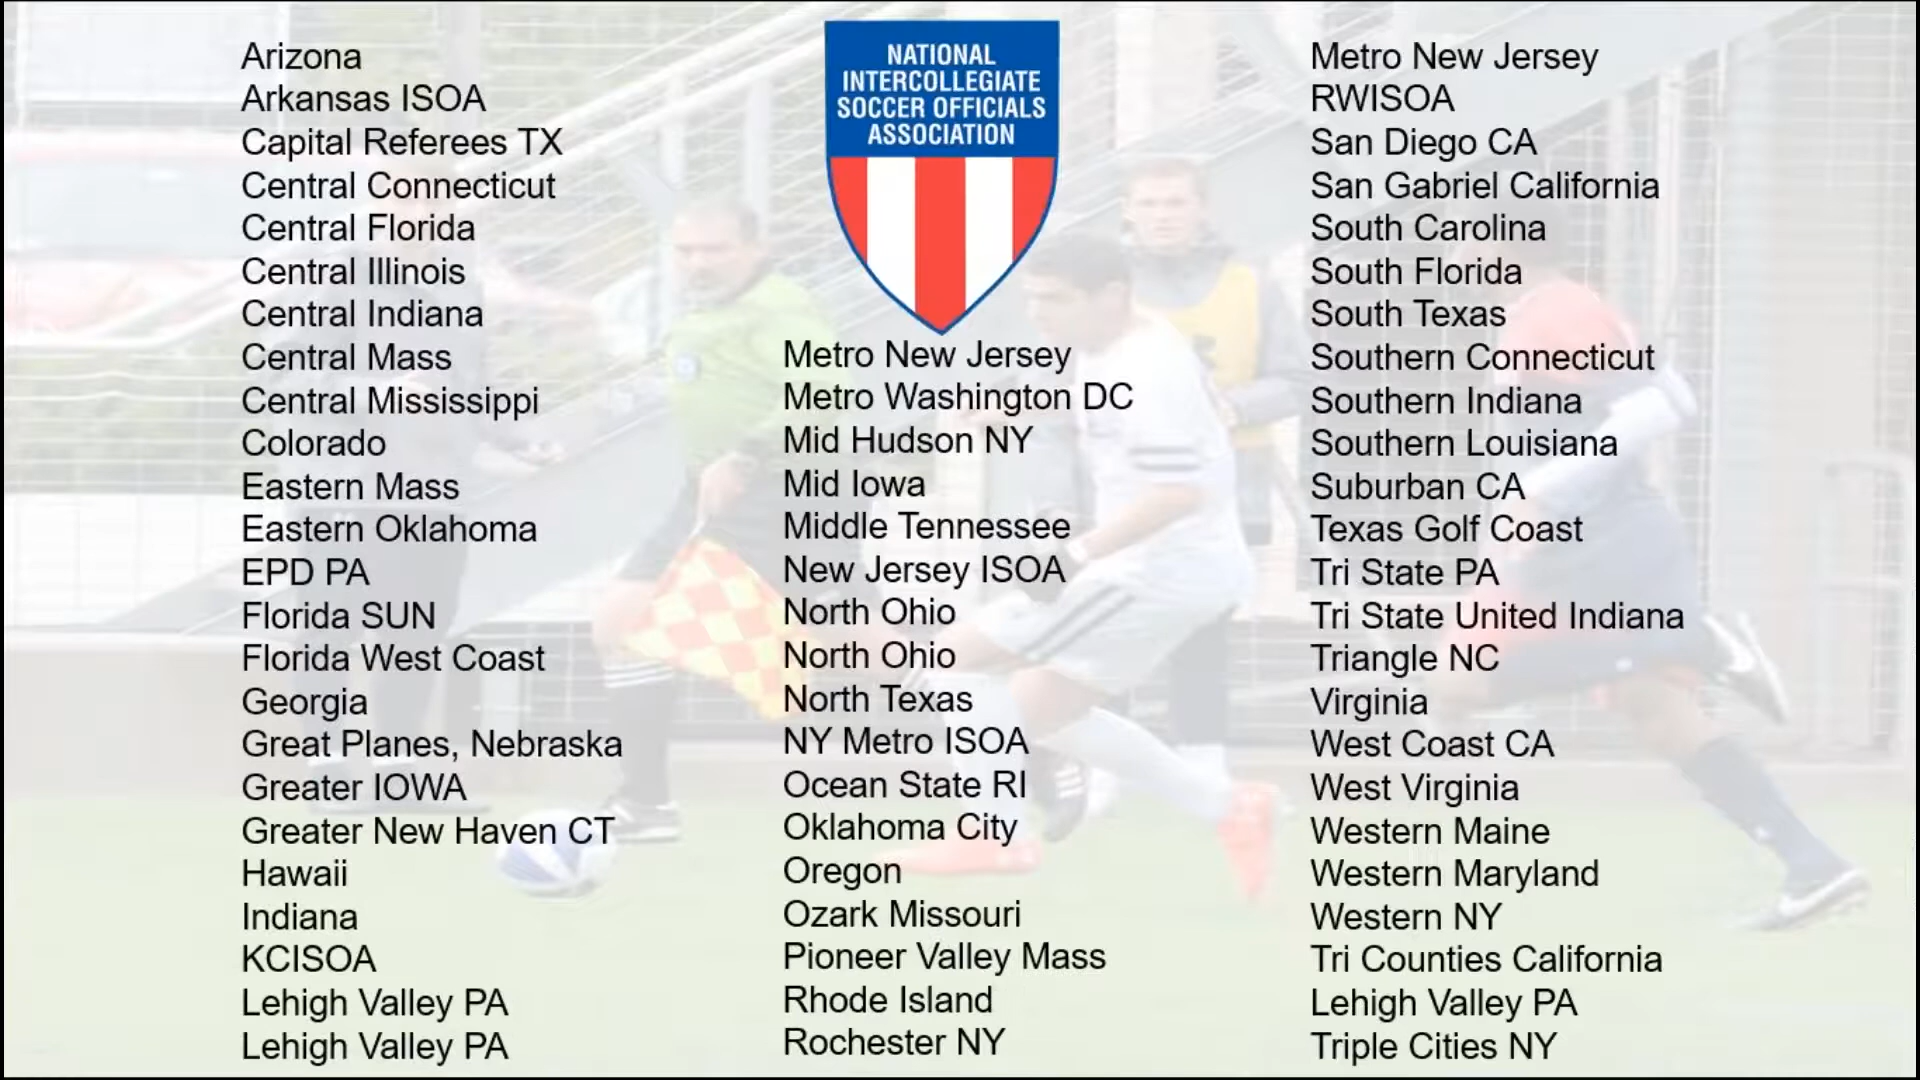 Arizona
Arkansas ISOA
Capital Referees TX
Central Connecticut
Central Florida
Central Illinois
Central Indiana
Central Mass
Central Mississippi
Colorado
Eastern Mass
Eastern Oklahoma
EPD PA
Florida SUN
Florida West Coast
Georgia
Great Planes, Nebraska
Greater IOWA
Greater New Haven CT
Hawaii
Indiana
KCISOA
Lehigh Valley PA
Lehigh Valley PA
NATIONAL
INTERCOLLEGIATE
SOCCER OFFICIALS
ASSOCIATION
Metro New Jersey
Metro Washington DC
Mid Hudson NY
Mid Iowa
Middle Tennessee
New Jersey ISOA
North Ohio
North Ohio
North Texas
NY Metro ISOA
Ocean State RI
Oklahoma City
Oregon
Ozark Missouri
Pioneer Valley Mass
Rhode Island
Rochester NY
Metro New Jersey
RWISOA
San Diego CA
San Gabriel California
South Carolina
South Florida
South Texas
Southern Connecticut
Southern Indiana
Southern Louisiana
Suburban CA
Texas Golf Coast
Tri State PA
Tri State United Indiana
Triangle NC
Virginia
West Coast CA
West Virginia
Western Maine
Western Maryland
Western NY
Tri Counties California
Lehigh Valley PA
Triple Cities NY